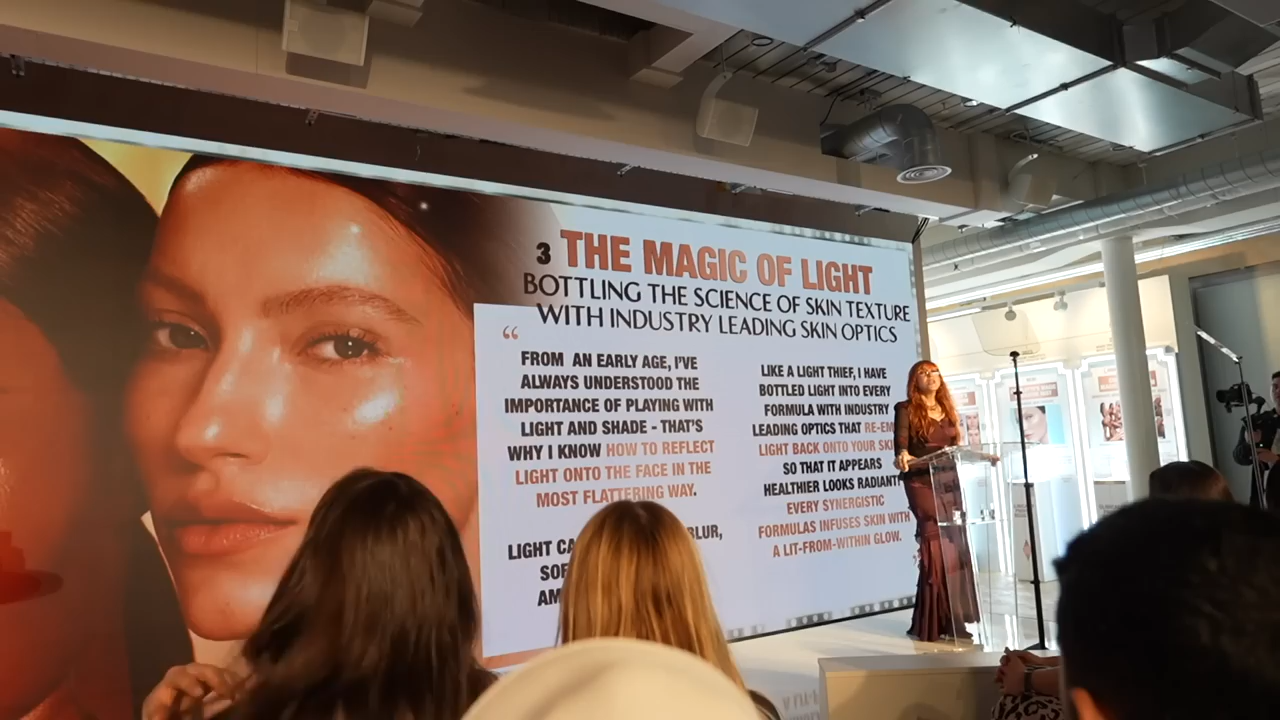 3 THE MAGIC OF LIGHT
BOTTLING THE SCIENCE OF SKIN TEXTURE
WITH INDUSTRY LEADING SKIN OPTICS
“
FROM AN EARLY AGE, I'VE
ALWAYS UNDERSTOOD THE
IMPORTANCE OF PLAYING WITH
LIGHT AND SHADE - THAT'S
WHY I KNOW HOW TO REFLECT
LIGHT ONTO THE FACE IN THE
MOST FLATTERING WAY.
LIGHT BLUR,
LIKE A LIGHT THIEF, I HAVE
BOTTLED LIGHT INTO EVERY
FORMULA WITH INDUSTRY
LEADING OPTICS THAT
LIGHT BACK ONTO YOUR
SO THAT IT APPEARS
HEALTHIER LOOKS RADIANT
EVERY SYNERGISTIC
FORMULAS INFUSES SKIN WITH
A LIT-FROM-WITHIN GLOW.